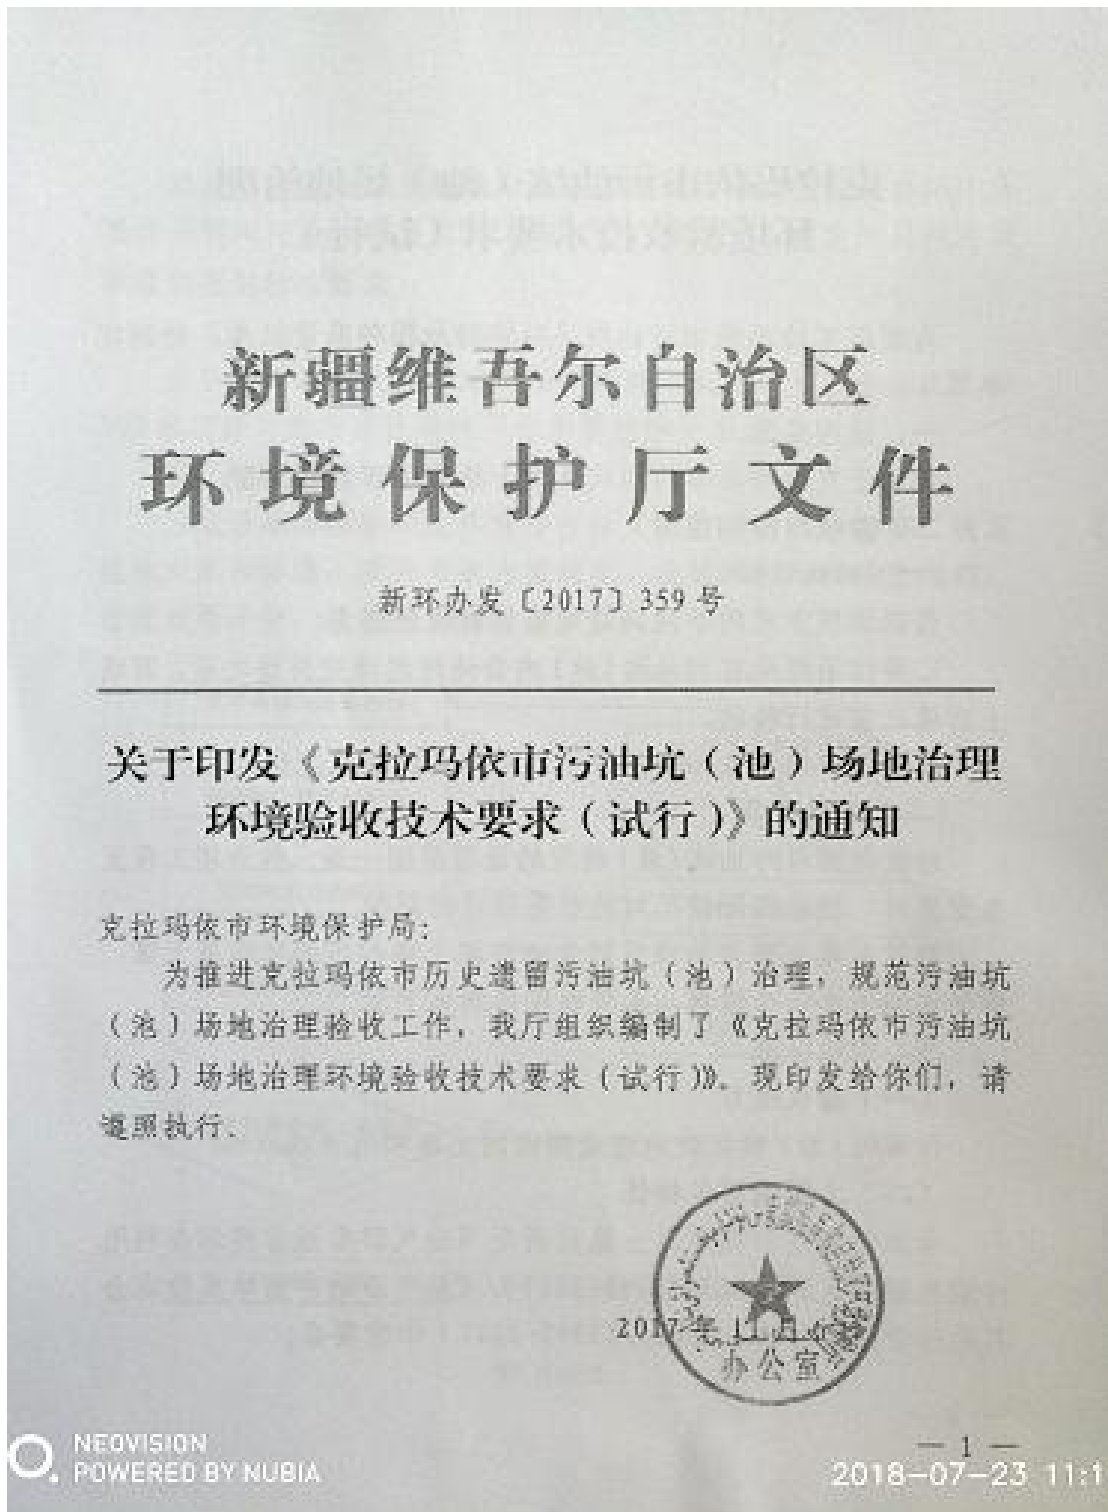 新疆维吾尔自治区
环境保护厅文件
新环办发〔2017〕359号
关于印发《克拉玛依市污油坑（池）场地治理
环境验收技术要求（试行）》的通知
克拉玛依市环境保护局：
为推进克拉玛依市历史遗留污油坑（池）治理，规范污油坑
（池）场地治理验收工作，我厅组织编制了《克拉玛依市污油坑
（池）场地治理环境验收技术要求（试行）》。现印发给你们，请
遵照执行.
2017年11月
办公室
— 1 —
NEOVISION
POWERED BY NUBIA
2018-07-23 11:1